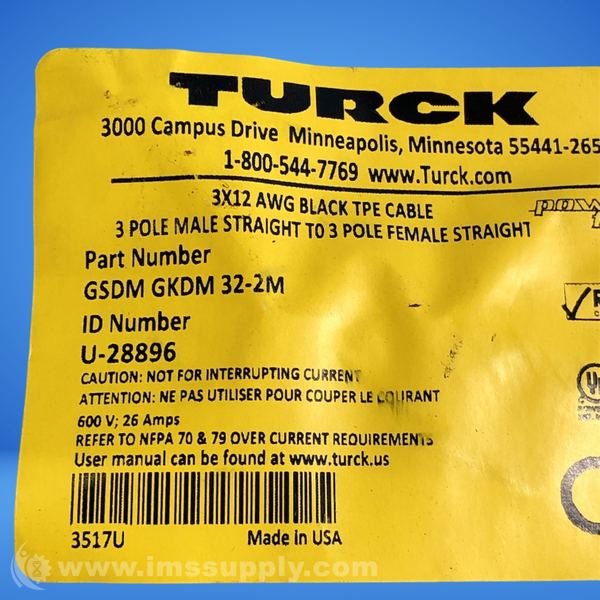 TURCK
3000 Campus Drive Minneapolis, Minnesota 55441-265
1-800-544-7769 www.Turck.com
3X12 AWG BLACK TPE CABLE
3 POLE MALE STRAIGHT TO 3 POLE FEMALE STRAIGHT
Part Number
GSDM GKDM 32-2M
ID Number
U-28896
CAUTION: NOT FOR INTERRUPTING CURRENT
ATTENTION: NE PAS UTILISER POUR COUPER LE COURANT
600 V; 26 Amps
REFER TO NFPA 70 & 79 OVER CURRENT REQUIREMENTS
User manual can be found at www.turck.us
3517U Made in USA
www.imssupply.com